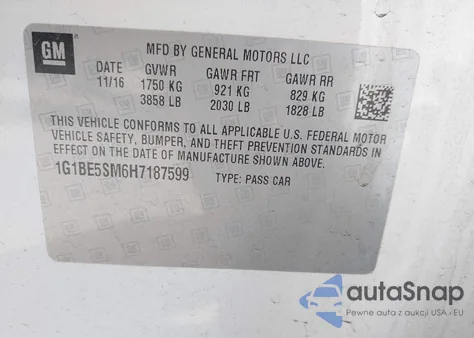 GM
MFD BY GENERAL MOTORS LLC
DATE GVWR GAWR FRT GAWR RR
11/16 1750 KG 921 KG 829 KG
3858 LB 2030 LB 1828 LB
THIS VEHICLE CONFORMS TO ALL APPLICABLE U.S. FEDERAL MOTOR
VEHICLE SAFETY, BUMPER, AND THEFT PREVENTION STANDARDS IN
EFFECT ON THE DATE OF MANUFACTURE SHOWN ABOVE.
1G1BE5SM6H7187599 TYPE: PASS CAR
autoSnap
Pewne auta z aukcji USA i EU